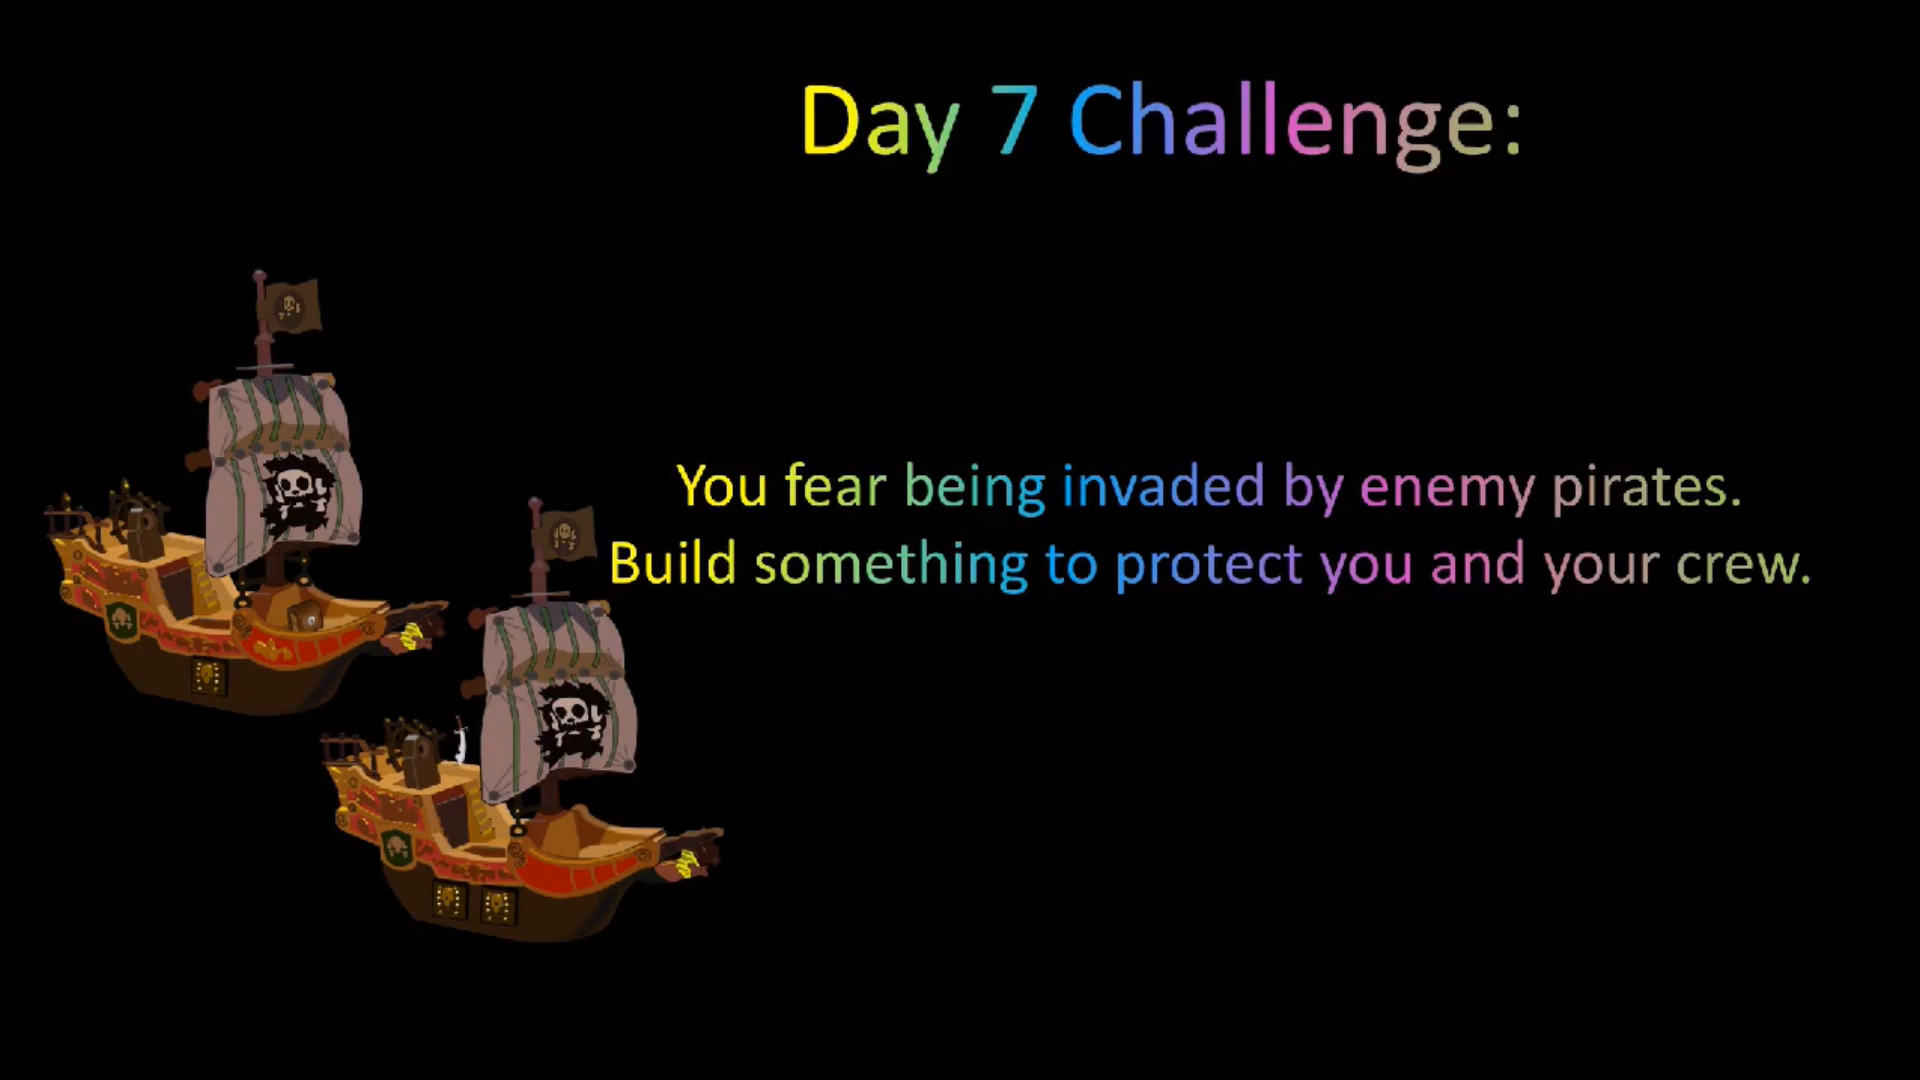 Day 7 Challenge:
You fear being invaded by enemy pirates.
Build something to protect you and your crew.